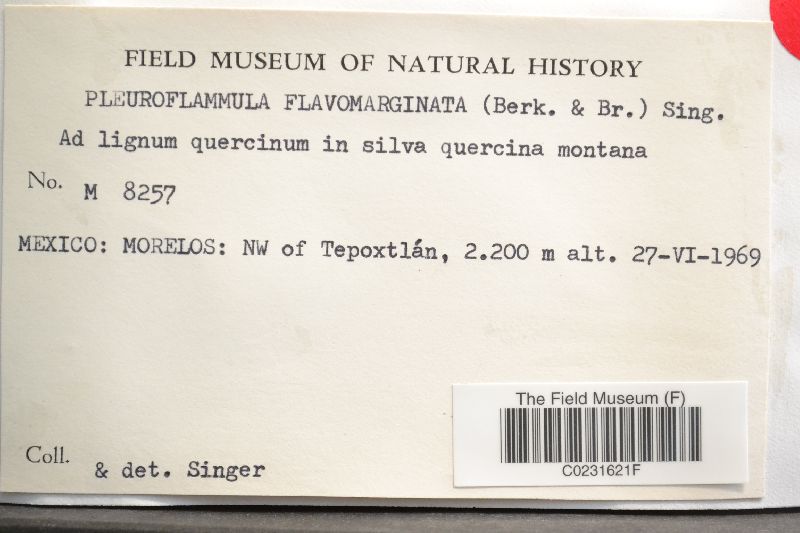 FIELD MUSEUM OF NATURAL HISTORY
PLEUROFLAMMULA FLAVOMARGINATA (Berk. & Br.) Sing.
Ad lignum quercinum in silva quercina montana
No. M 8257
MEXICO: MORELOS: NW of Tepoxtlán, 2.200 m alt. 27-VI-1969
The Field Museum (F)
C0231621F
Coll. & det. Singer